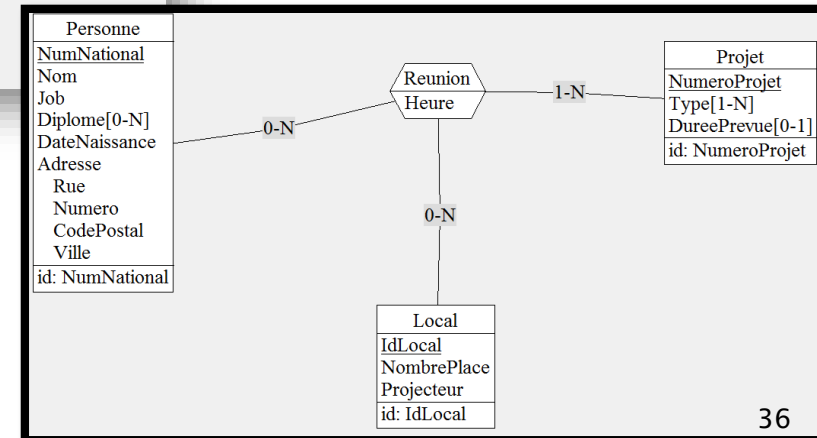 Personne
NumNational
Nom
Job
Diplome[0-N]
DateNaissance
Adresse
Rue
Numero
CodePostal
Ville
id: NumNational
0-N
Reunion
Heure
1-N
Projet
NumeroProjet
Type[1-N]
DureePrevue[0-1]
id: NumeroProjet
0-N
Local
IdLocal
NombrePlace
Projecteur
id: IdLocal
36